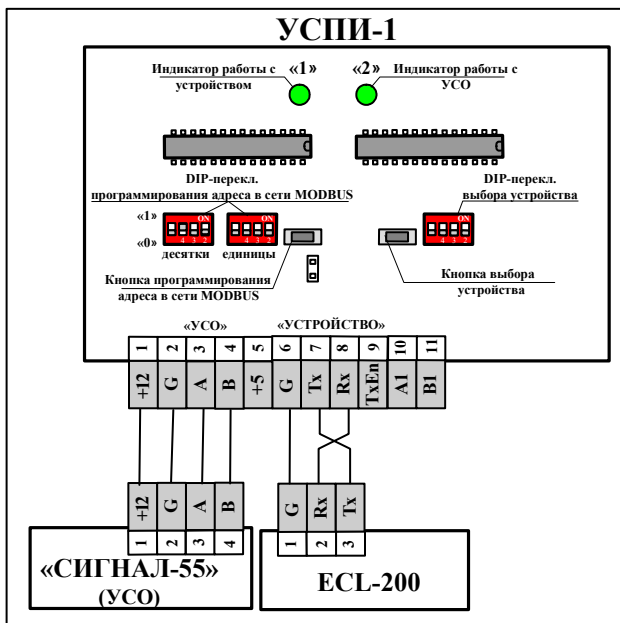 УСПИ-1
Индикатор работы с
устройством
«1»
«2»
Индикатор работы с
УСО
DIP-перекл.
программирования адреса в сети MODBUS
DIP-перекл.
выбора устройства
«1»
«0»
ON
4 3 2
ON
4 3 2
ON
4 3 2
десятки
единицы
Кнопка программирования
адреса в сети MODBUS
Кнопка выбора
устройства
«УСО»
«УСТРОЙСТВО»
1 2 3 4 5 6 7 8 9 10 11
+12 G A B +5 G Tx Rx TxEn A1 B1
+12 G A B
1 2 3 4
G Rx Tx
1 2 3
«СИГНАЛ-55»
(УСО)
ECL-200